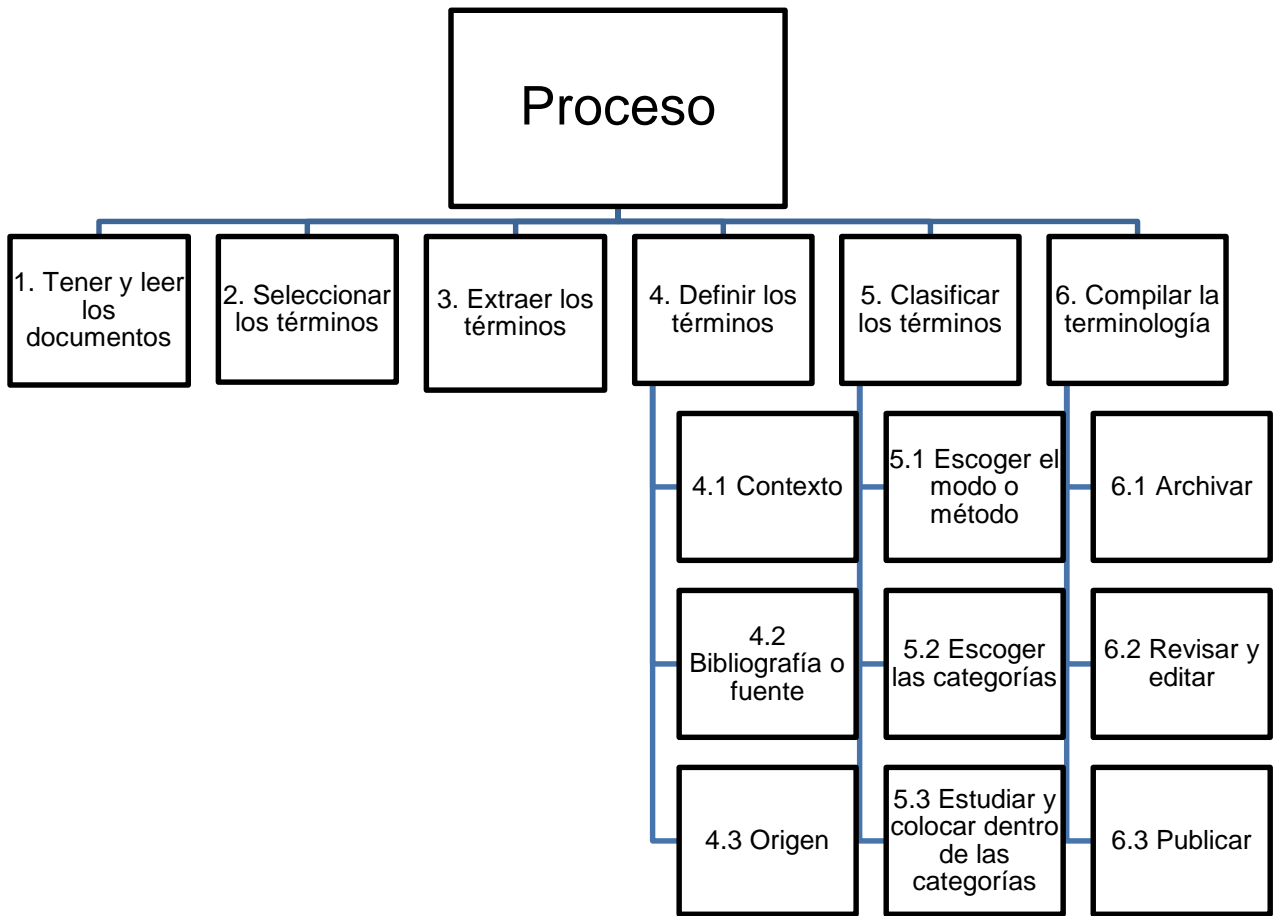 Proceso
1. Tener y leer
los
documentos
2. Seleccionar
los términos
3. Extraer los
términos
4. Definir los
términos
5. Clasificar
los términos
6. Compilar la
terminología
4.1 Contexto
4.2
Bibliografía o
fuente
4.3 Origen
5.1 Escoger el
modo o
método
5.2 Escoger
las categorías
5.3 Estudiar y
colocar dentro
de las
categorías
6.1 Archivar
6.2 Revisar y
editar
6.3 Publicar